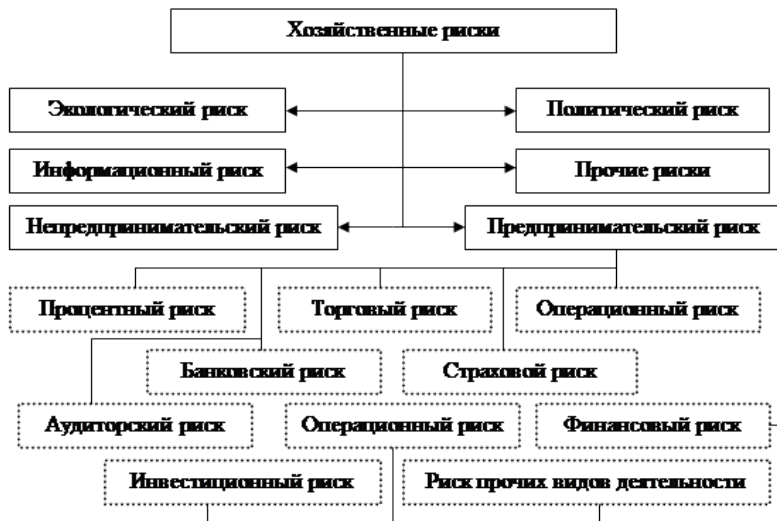 Хозяйственные риски
Экологический риск
Политический риск
Информационный риск
Прочие риски
Непредпринимательский риск
Предпринимательский риск
Процентный риск
Торговый риск
Операционный риск
Банковский риск
Страховой риск
Аудиторский риск
Операционный риск
Финансовый риск
Инвестиционный риск
Риск прочих видов деятельности